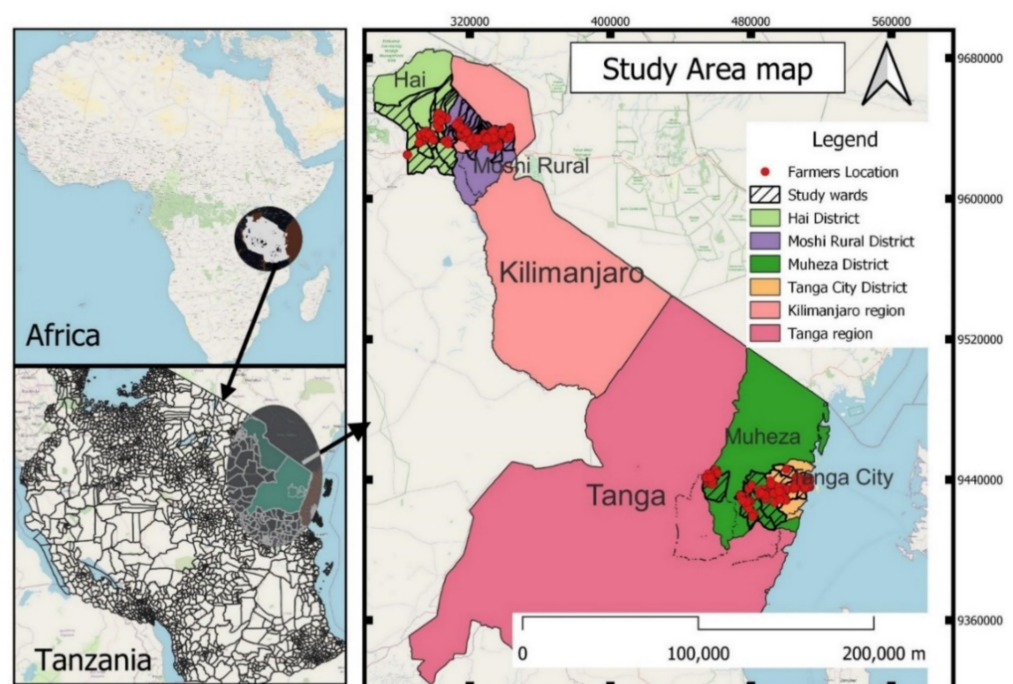 320000
400000
480000
560000
Study Area map
9680000
Hai
Legend
Farmers Location
Moshi Rural
Study wards
9600000
Hai District
Moshi Rural District
Muheza District
Kilimanjaro
Tanga City District
Kilimanjaro region
Africa
Tanga region
9520000
Muheza
Tanga City
9440000
Tanga
9360000
Tanzania
0
100,000
200,000 m